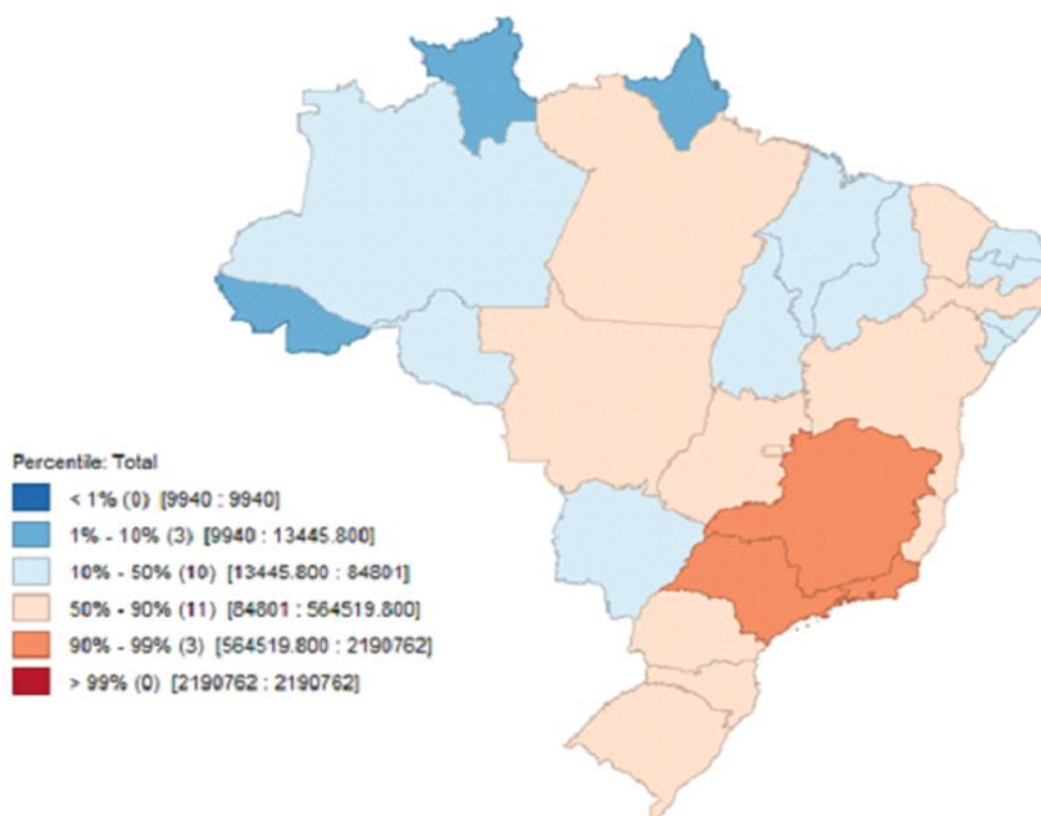 Percentile: Total
< 1% (0) [9940 : 9940]
1% - 10% (3) [9940 : 13445.800]
10% - 50% (10) [13445.800 : 84801]
50% - 90% (11) [84801 : 564519.800]
90% - 99% (3) [564519.800 : 2190762]
> 99% (0) [2190762 : 2190762]